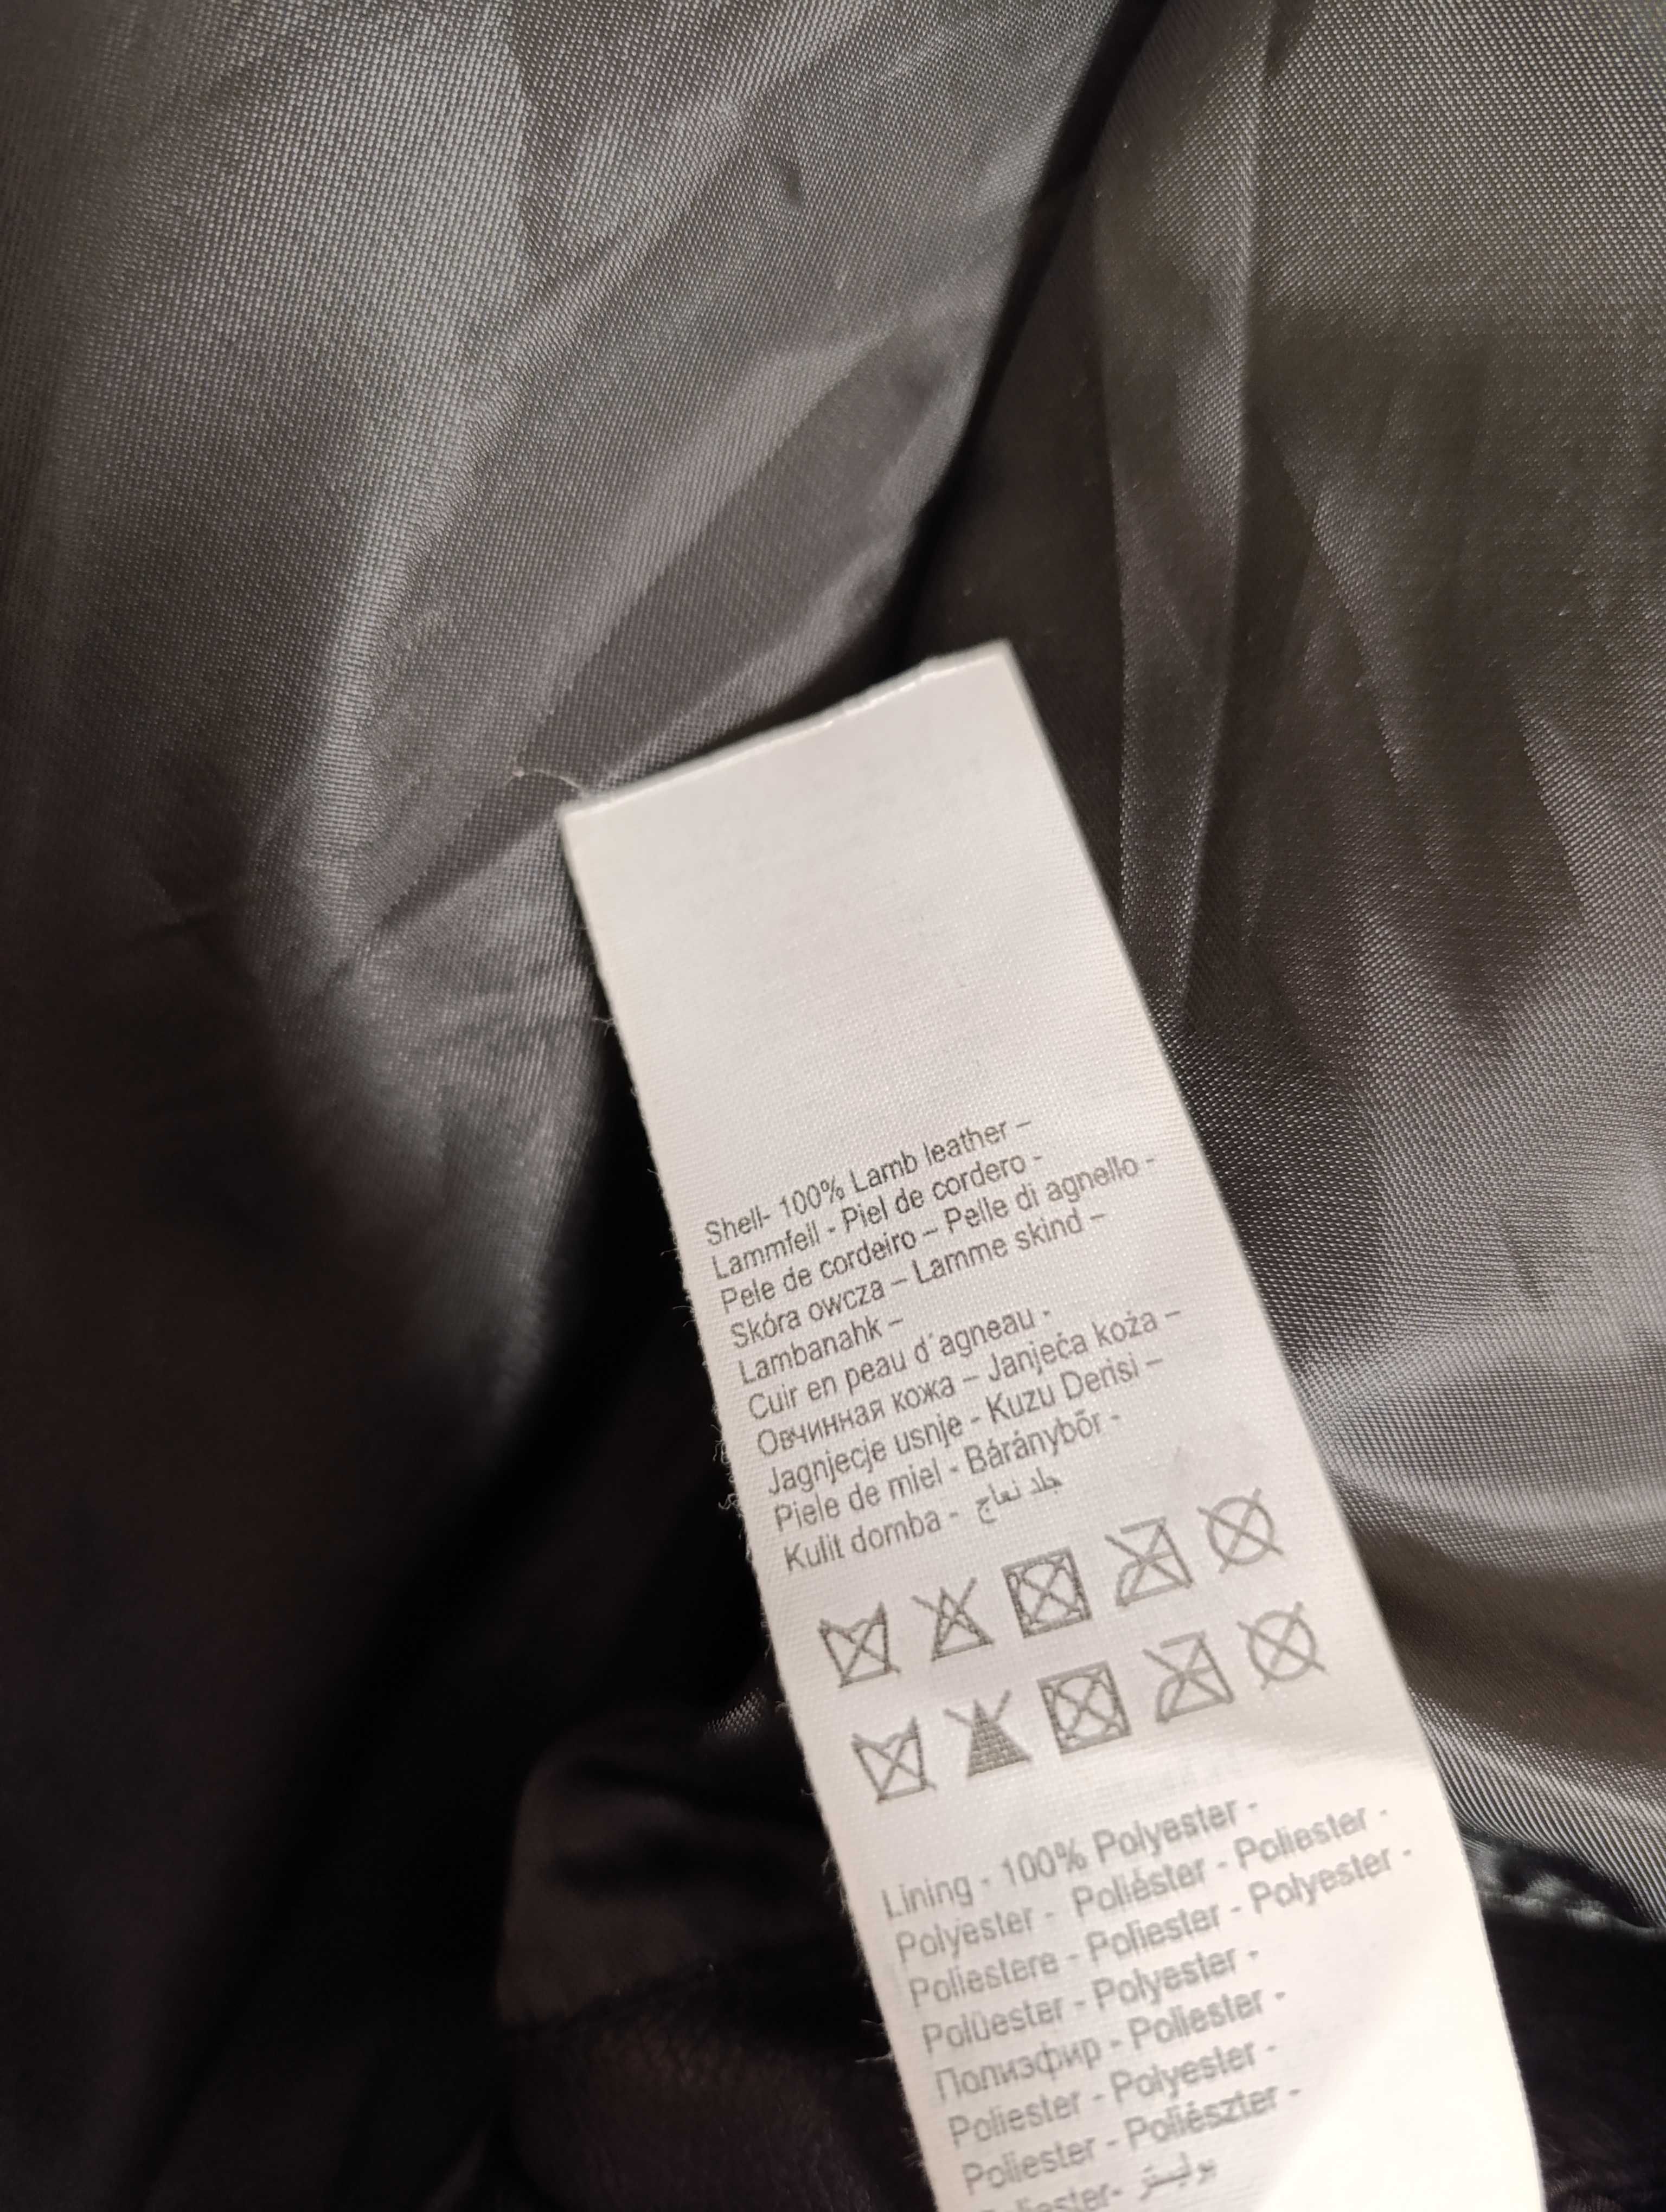 Shell- 100% Lamb leather –
Lammfell - Piel de cordero -
Pele de cordeiro – Pelle di agnello -
Skóra owcza – Lamme skind –
Lambanahk –
Cuir en peau d´agneau -
Овчинная кожа – Janjeća koža –
Jagnjecje usnje - Kuzu Derisi –
Piele de miel - Báránybőr -
Kulit domba - جلد نعاج
Lining - 100% Polyester -
Polyester - Poliéster - Poliester -
Poliestere - Poliester - Polyester -
Polüester - Polyester -
Полиэфир - Poliester -
Poliester - Polyester -
Poliester - Poliészter -